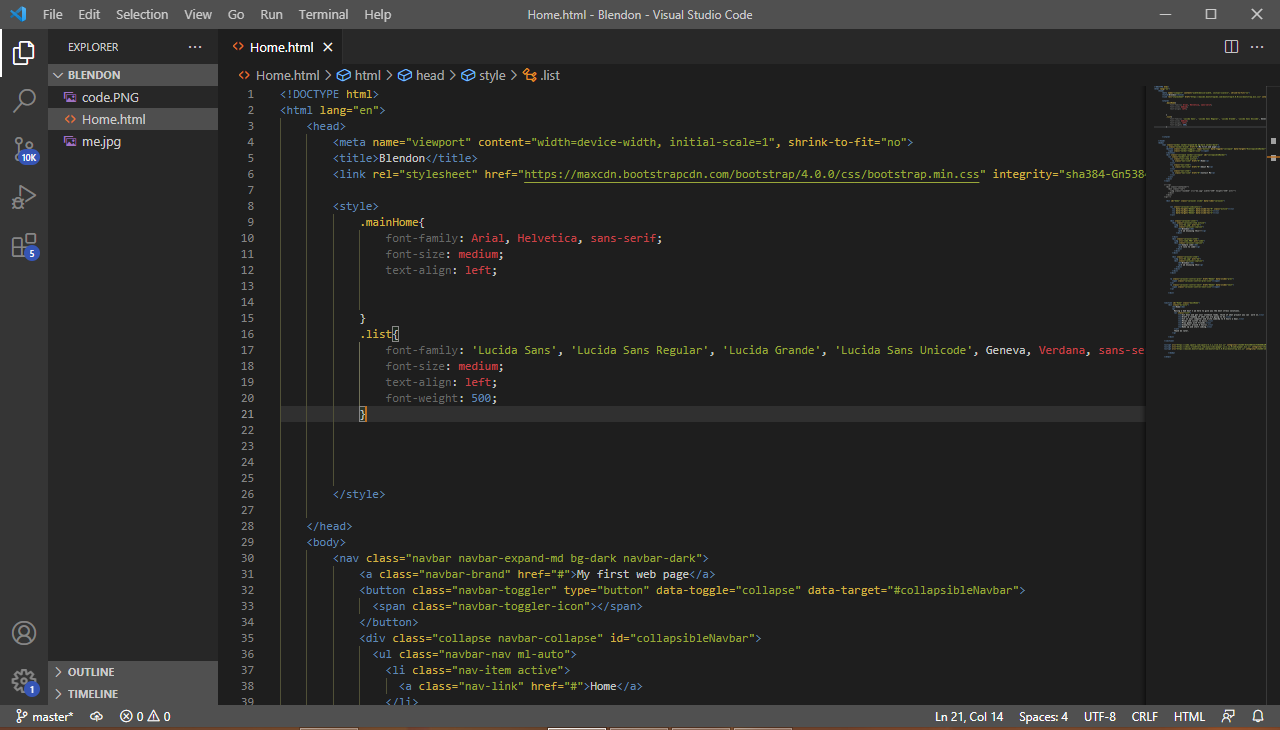 File Edit Selection View Go Run Terminal Help Home.html - Blendon - Visual Studio Code
EXPLORER
BLENDON
code.PNG
Home.html
me.jpg
10K
5
1
OUTLINE
TIMELINE
Home.html
Home.html > html > head > style > .list
1 <!DOCTYPE html>
2 <html lang="en">
3 <head>
4 <meta name="viewport" content="width=device-width, initial-scale=1", shrink-to-fit="no">
5 <title>Blendon</title>
6 <link rel="stylesheet" href="https://maxcdn.bootstrapcdn.com/bootstrap/4.0.0/css/bootstrap.min.css" integrity="sha384-Gn5384
7
8 <style>
9 .mainHome{
10 font-family: Arial, Helvetica, sans-serif;
11 font-size: medium;
12 text-align: left;
13
14
15 }
16 .list{
17 font-family: 'Lucida Sans', 'Lucida Sans Regular', 'Lucida Grande', 'Lucida Sans Unicode', Geneva, Verdana, sans-se
18 font-size: medium;
19 text-align: left;
20 font-weight: 500;
21 }
22
23
24
25
26 </style>
27
28 </head>
29 <body>
30 <nav class="navbar navbar-expand-md bg-dark navbar-dark">
31 <a class="navbar-brand" href="#">My first web page</a>
32 <button class="navbar-toggler" type="button" data-toggle="collapse" data-target="#collapsibleNavbar">
33 <span class="navbar-toggler-icon"></span>
34 </button>
35 <div class="collapse navbar-collapse" id="collapsibleNavbar">
36 <ul class="navbar-nav ml-auto">
37 <li class="nav-item active">
38 <a class="nav-link" href="#">Home</a>
39 </li>
master* 0 0 Ln 21, Col 14 Spaces: 4 UTF-8 CRLF HTML